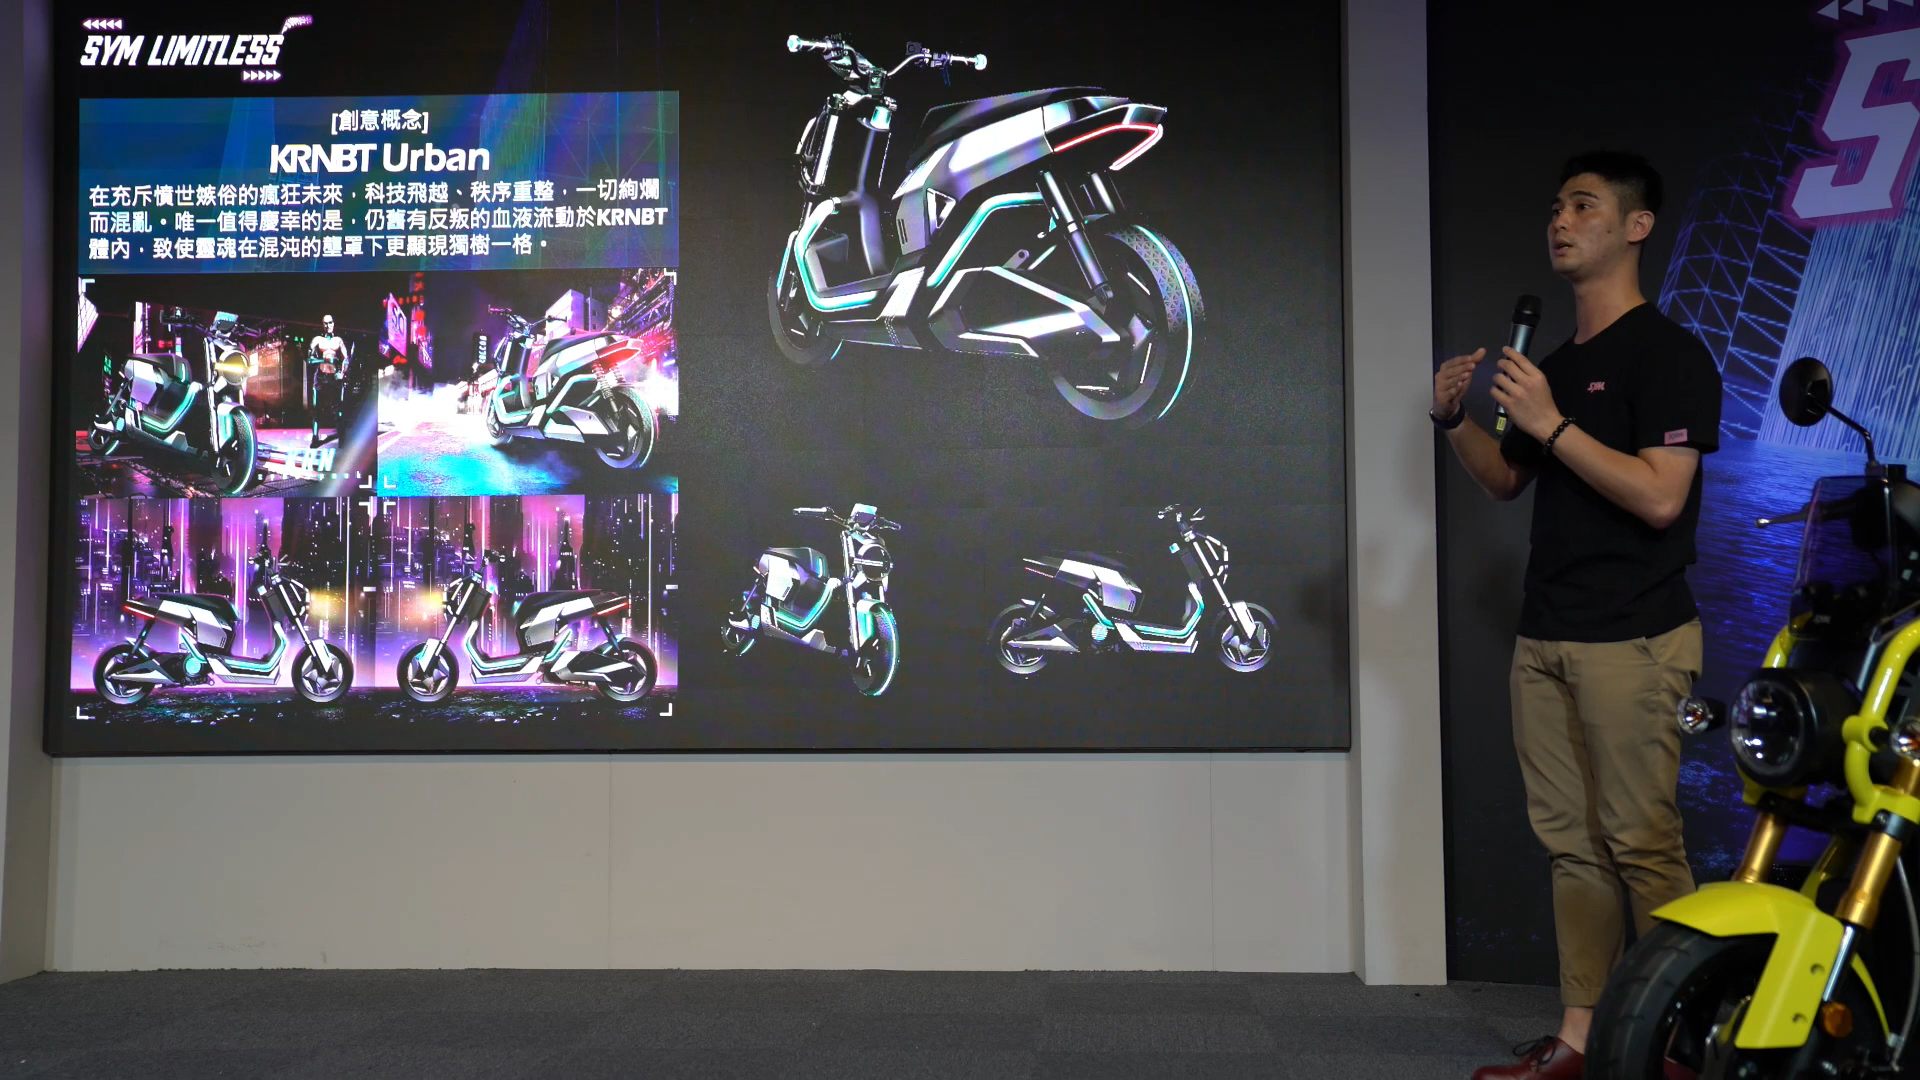 SYM LIMITLESS
[創意概念]
KRNBT Urban
在充斥憤世嫉俗的瘋狂未來，科技飛越、秩序重整，一切絢爛
而混亂。唯一值得慶幸的是，仍舊有反叛的血液流動於KRNBT
體內，致使靈魂在混沌的壟罩下更顯現獨樹一格。
KRN
S
SYM